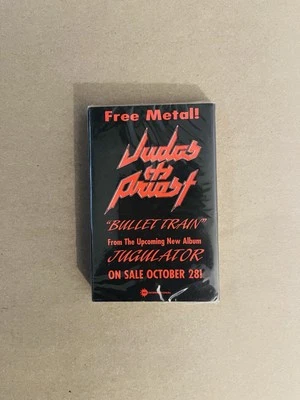 Free Metal!
Judas
Priest
"BULLET TRAIN"
From The Upcoming New Album
JUGULATOR
ON SALE OCTOBER 28!